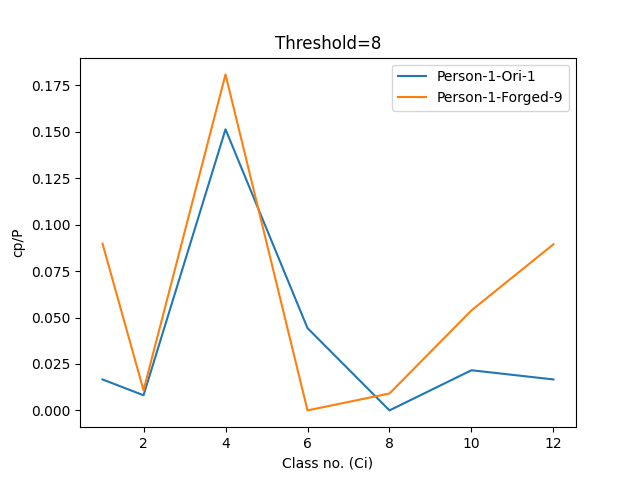 Threshold=8
Person-1-Ori-1
Person-1-Forged-9
0.175
0.150
0.125
0.100
0.075
0.050
0.025
0.000
cp/P
2 4 6 8 10 12
Class no. (Ci)